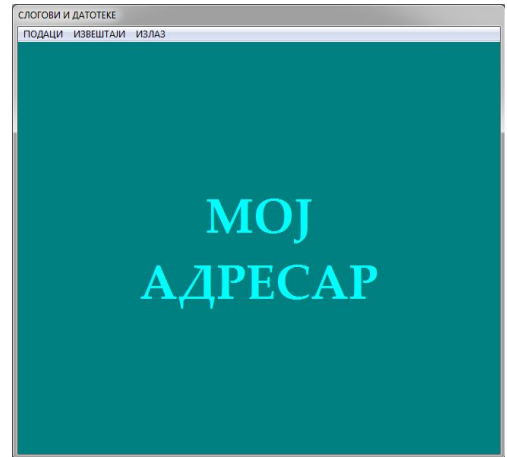 СЛОГОВИ И ДАТОТЕКЕ
ПОДАЦИ ИЗВЕШТАЈИ ИЗЛАЗ
МОЈ
АДРЕСАР